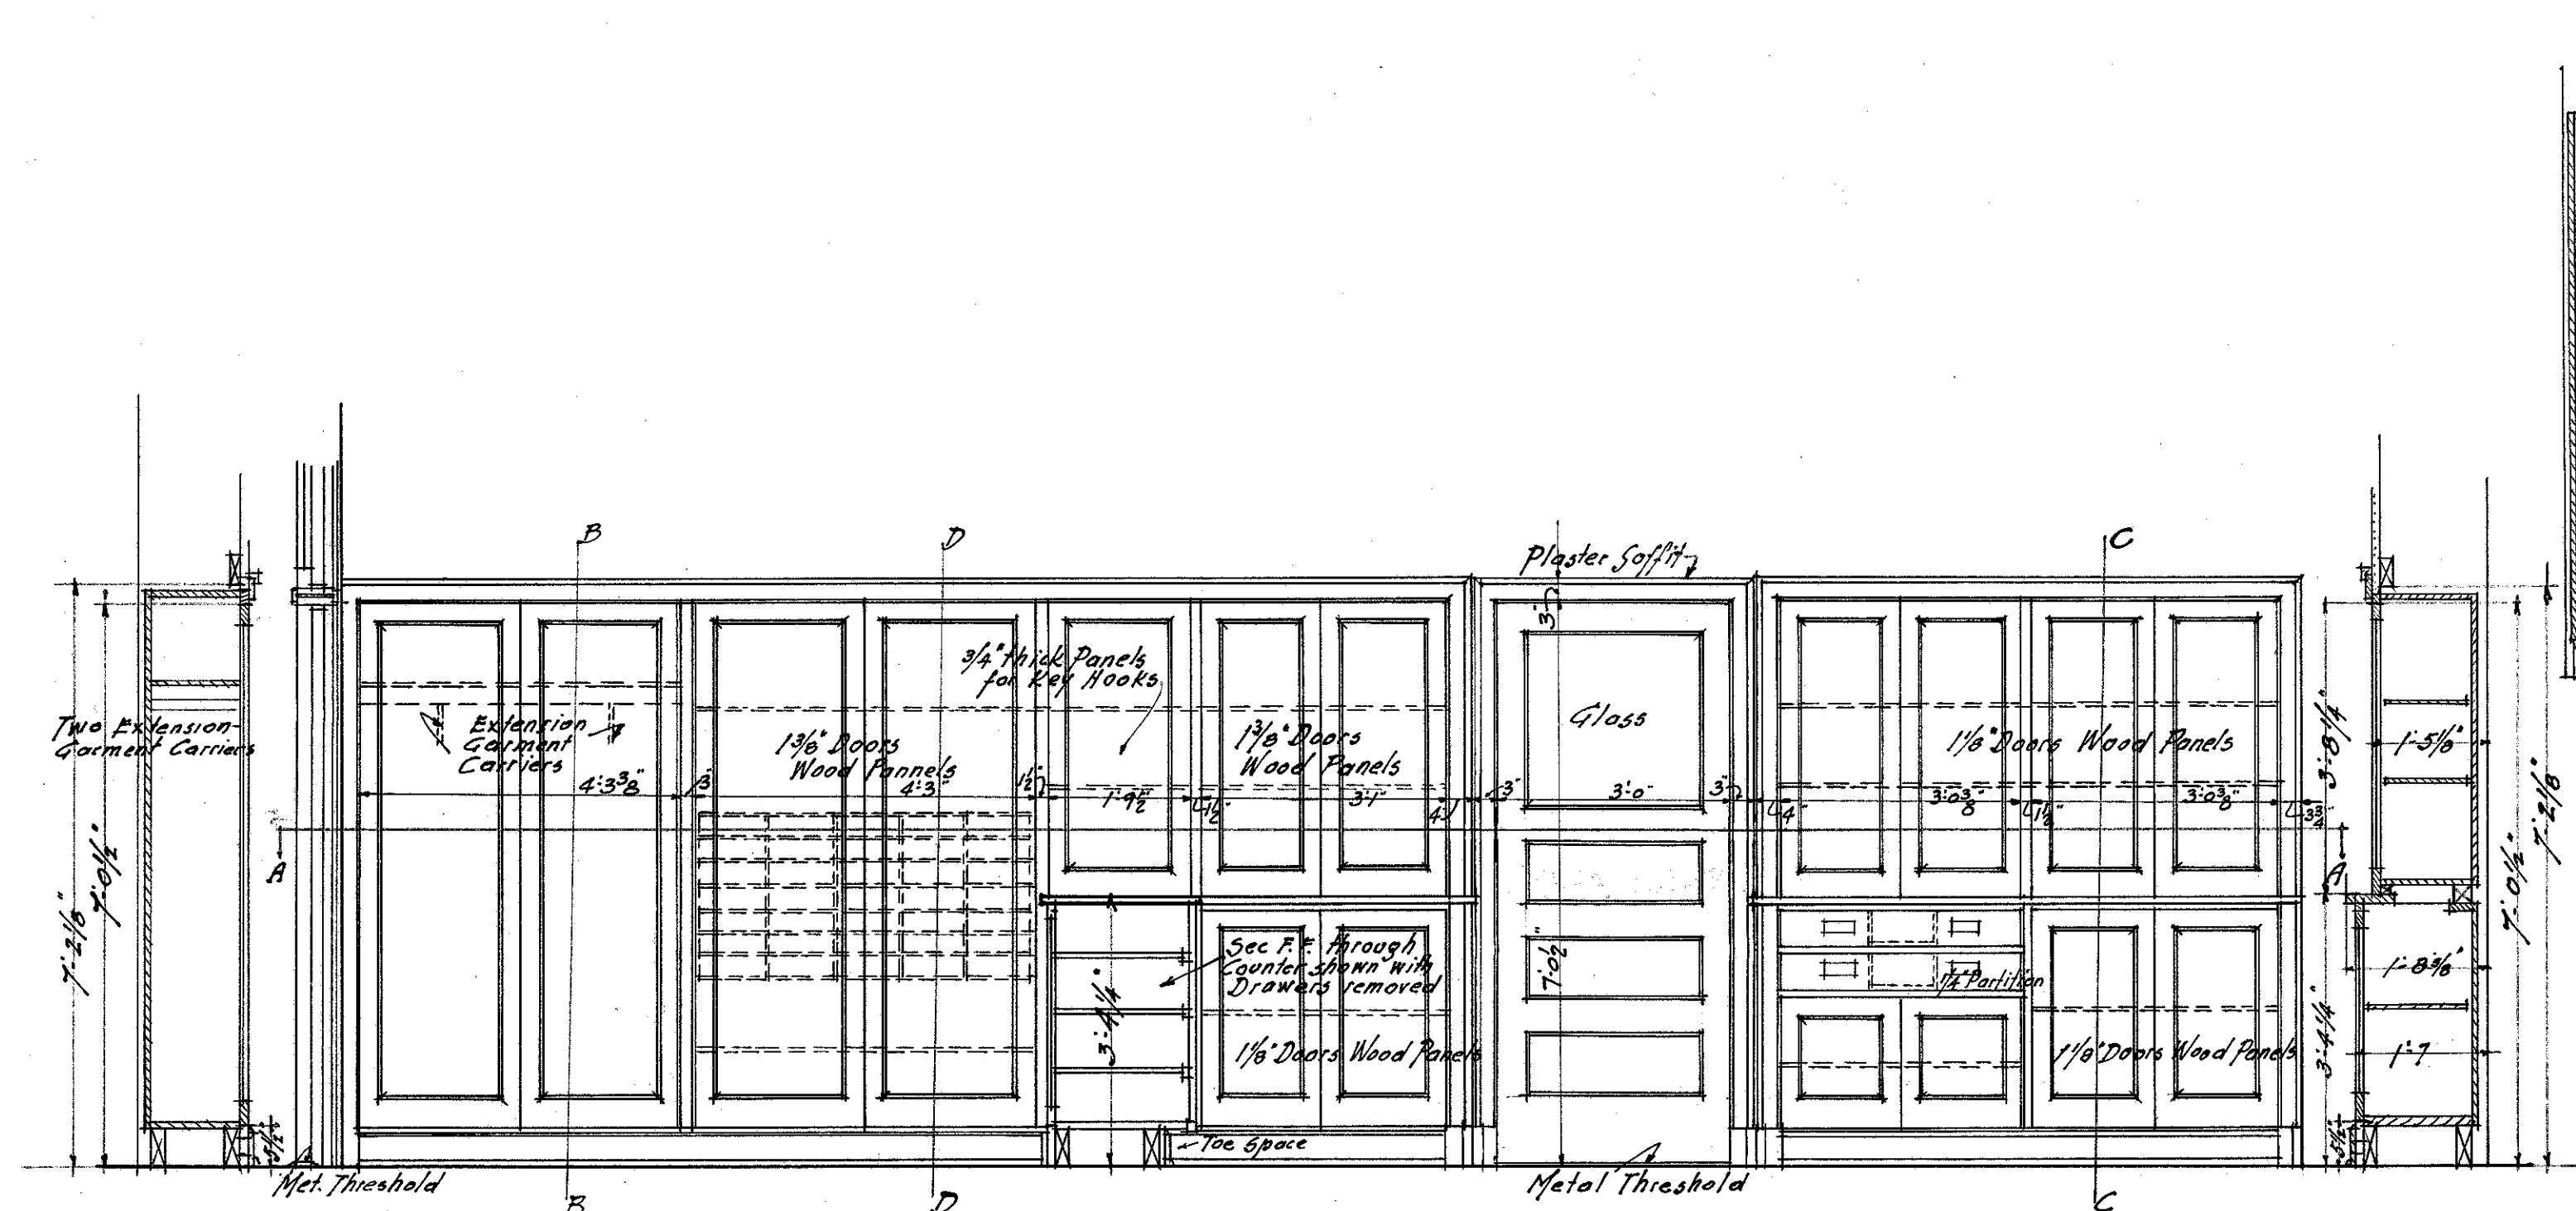 B
D
C
Plaster Soffit
3"
3/4" thick Panels
for Key Hooks
Two Extension-
Garment Carriers
Extension
Garment
Carriers
1 3/8" Doors
Wood Pannels
1 3/8" Doors
Wood Panels
Glass
1 1/8" Doors Wood Panels
4'-3 3/8"
3"
4'-3"
1 1/2"
1'-9 1/2"
1 1/2"
3'-1"
4"
3"
3'-0"
3"
4"
3'-0 3/8"
1 1/2"
3'-0 3/8"
3 3/4"
3'-8 1/4"
1'-5 1/8"
7'-2 1/8"
7'-0 1/2"
A
A
7'-2 1/8"
7'-0 1/2"
Sec F.F. through
Counter shown with
Drawers removed
3'-4 1/4"
7'-0 1/2"
1/4 Partition
1'-8 3/8"
1 1/8" Doors Wood Panels
1 1/8" Doors Wood Panels
3'-4 1/4"
1'-7
5 1/2"
Toe Space
5 1/2"
Met. Threshold
Metal Threshold
B
D
C